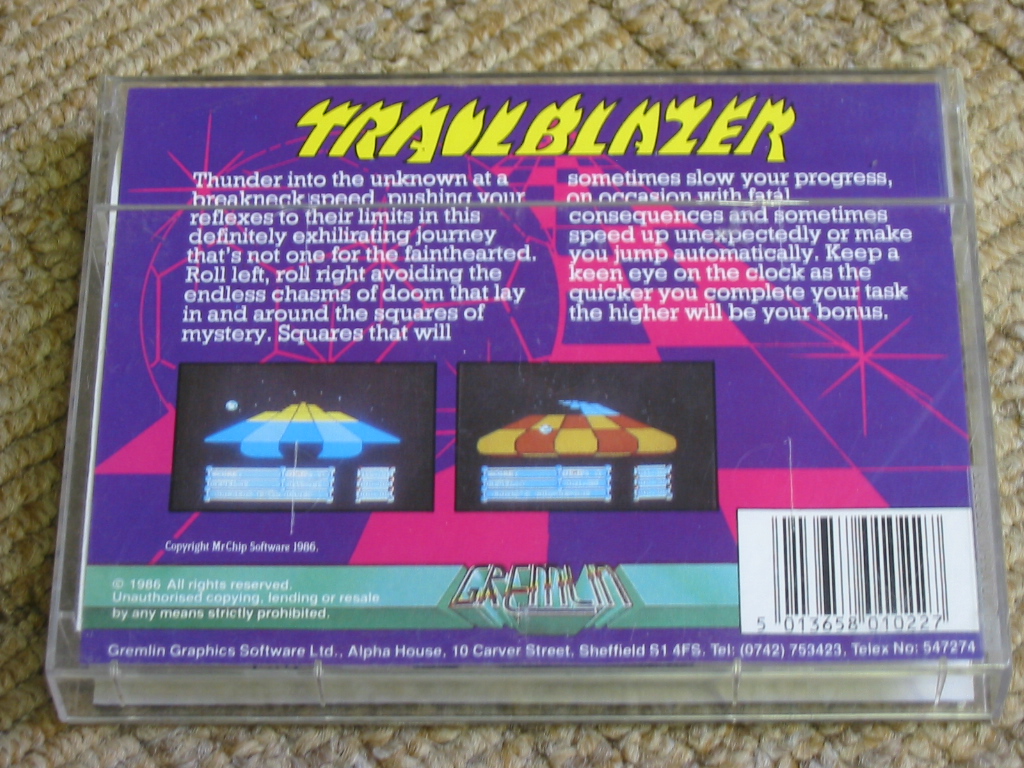 TRAILBLAZER
Thunder into the unknown at a
breakneck speed, pushing your
reflexes to their limits in this
definitely exhilirating journey
that's not one for the fainthearted.
Roll left, roll right avoiding the
endless chasms of doom that lay
in and around the squares of
mystery. Squares that will
sometimes slow your progress,
on occasion with fatal
consequences and sometimes
speed up unexpectedly or make
you jump automatically. Keep a
keen eye on the clock as the
quicker you complete your task
the higher will be your bonus.
Copyright Mr Chip Software 1986.
© 1986 All rights reserved.
Unauthorised copying, lending or resale
by any means strictly prohibited.
GREMLIN
5 013658 010227
Gremlin Graphics Software Ltd., Alpha House, 10 Carver Street, Sheffield S1 4FS. Tel: (0742) 753423. Telex No: 547274